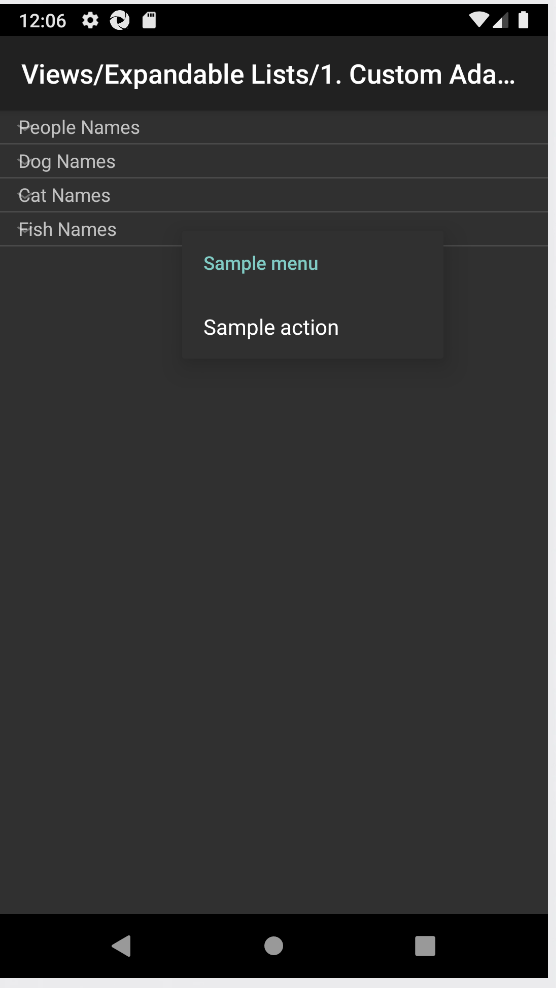 12:06
Views/Expandable Lists/1. Custom Ada...
People Names
Dog Names
Cat Names
Fish Names
Sample menu
Sample action